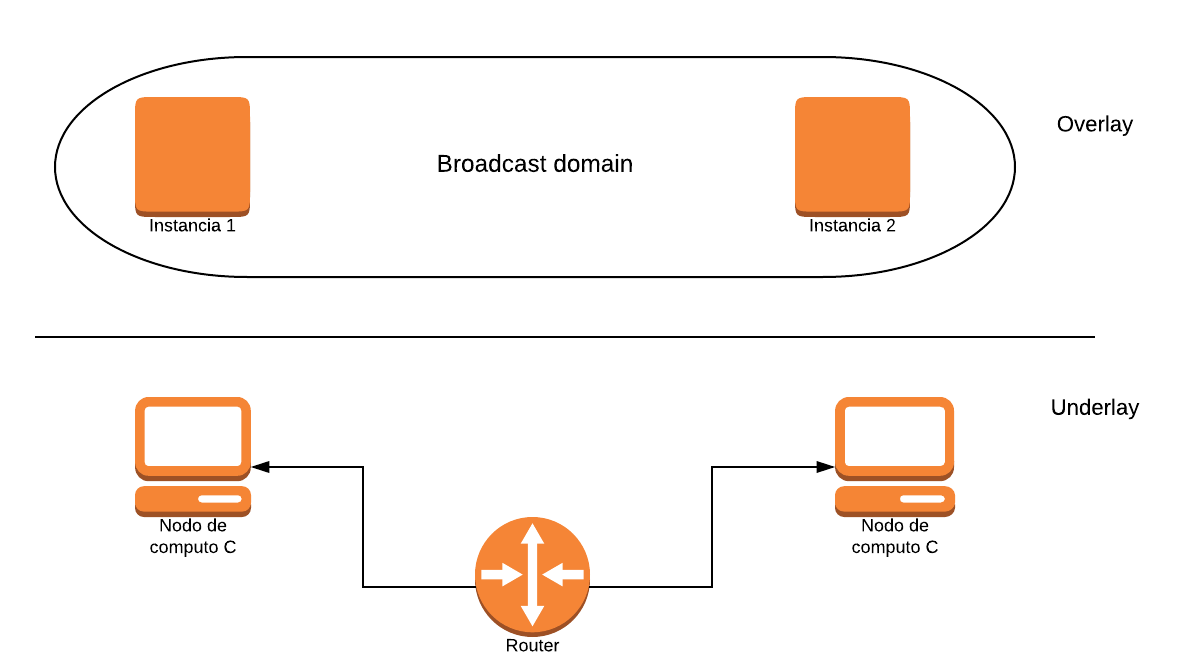 Overlay
Broadcast domain
Instancia 1
Instancia 2
Underlay
Nodo de
computo C
Nodo de
computo C
Router